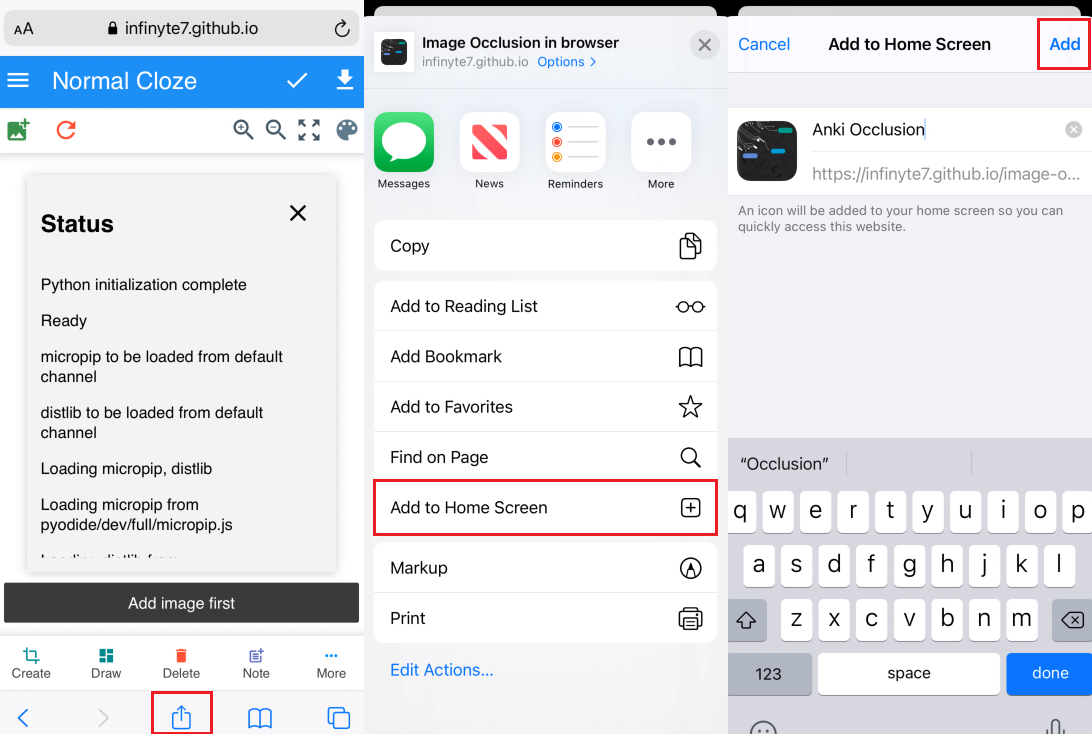 AA infinyte7.github.io
Normal Cloze
Status
Python initialization complete
Ready
micropip to be loaded from default
channel
distlib to be loaded from default
channel
Loading micropip, distlib
Loading micropip from
pyodide/dev/full/micropip.js
Add image first
Create Draw Delete Note More
Image Occlusion in browser
infinyte7.github.io Options >
Messages News Reminders More
Copy
Add to Reading List
Add Bookmark
Add to Favorites
Find on Page
Add to Home Screen
Markup
Print
Edit Actions...
Cancel Add to Home Screen Add
Anki Occlusion
https://infinyte7.github.io/image-o...
An icon will be added to your home screen so you can
quickly access this website.
“Occlusion”
q w e r t y u i o p
a s d f g h j k l
z x c v b n m
123 space done